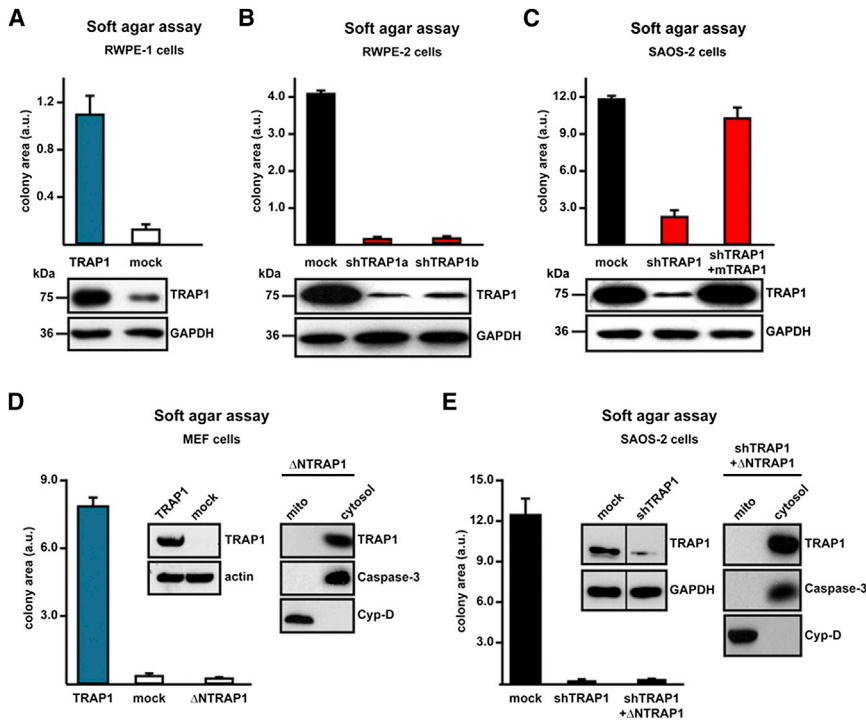 A
Soft agar assay
RWPE-1 cells
colony area (a.u.)
1.2
0.8
0.4
TRAP1 mock
kDa
75
TRAP1
36
GAPDH
B
Soft agar assay
RWPE-2 cells
colony area (a.u.)
4.0
3.0
2.0
1.0
mock shTRAP1a shTRAP1b
kDa
75
TRAP1
36
GAPDH
C
Soft agar assay
SAOS-2 cells
colony area (a.u.)
12.0
9.0
6.0
3.0
mock shTRAP1 shTRAP1
+mTRAP1
kDa
75
TRAP1
36
GAPDH
D
Soft agar assay
MEF cells
colony area (a.u.)
9.0
6.0
3.0
TRAP1 mock ΔNTRAP1
TRAP1
mock
TRAP1
actin
ΔNTRAP1
mito
cytosol
TRAP1
Caspase-3
Cyp-D
E
Soft agar assay
SAOS-2 cells
colony area (a.u.)
15.0
12.0
9.0
6.0
3.0
mock shTRAP1 shTRAP1
+ΔNTRAP1
mock
shTRAP1
TRAP1
GAPDH
shTRAP1
+ΔNTRAP1
mito
cytosol
TRAP1
Caspase-3
Cyp-D